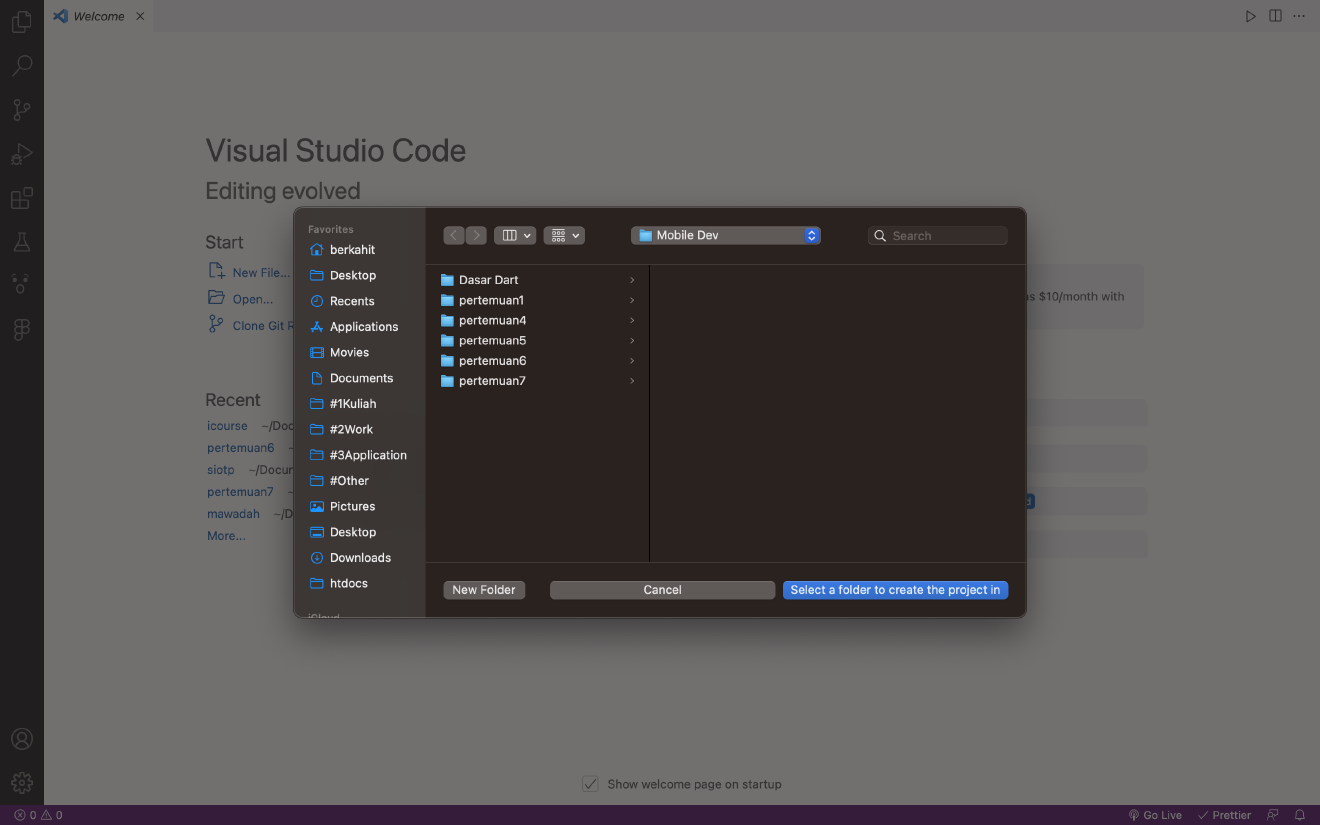 Welcome
Visual Studio Code
Editing evolved
Start
New File...
Open...
Clone Git R
Recent
icourse ~/Doc
pertemuan6 ~
siotp ~/Docur
pertemuan7 ~
mawadah ~/D
More...
Favorites
berkahit
Desktop
Recents
Applications
Movies
Documents
#1Kuliah
#2Work
#3Application
#Other
Pictures
Desktop
Downloads
htdocs
iCloud
Mobile Dev
Search
Dasar Dart
pertemuan1
pertemuan4
pertemuan5
pertemuan6
pertemuan7
New Folder
Cancel
Select a folder to create the project in
s $10/month with
d
Show welcome page on startup
0 0
Go Live
Prettier